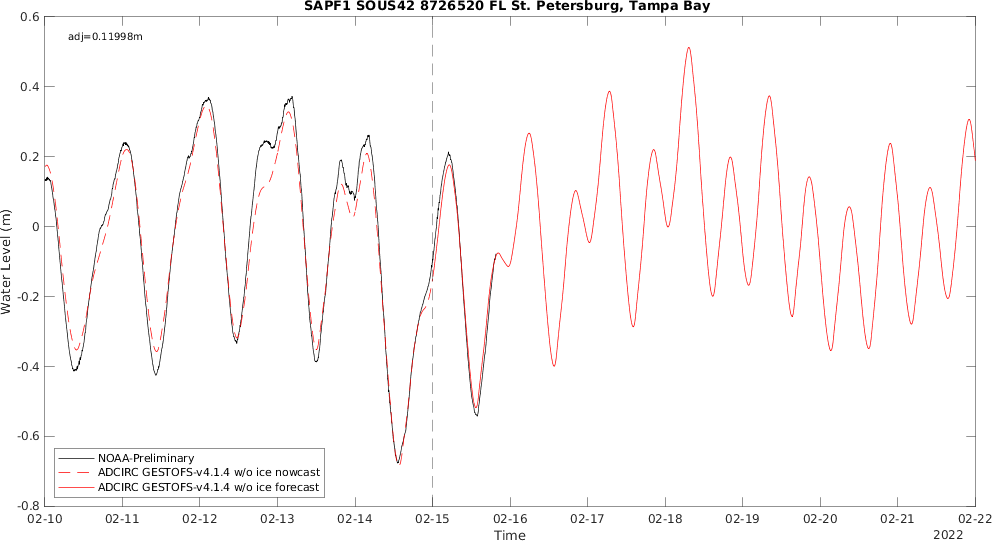 SAPF1 SOUS42 8726520 FL St. Petersburg, Tampa Bay
adj=0.11998m
0.6
0.4
0.2
0
-0.2
-0.4
-0.6
-0.8
Water Level (m)
NOAA-Preliminary
ADCIRC GESTOFS-v4.1.4 w/o ice nowcast
ADCIRC GESTOFS-v4.1.4 w/o ice forecast
02-10 02-11 02-12 02-13 02-14 02-15 02-16 02-17 02-18 02-19 02-20 02-21 02-22
Time
2022